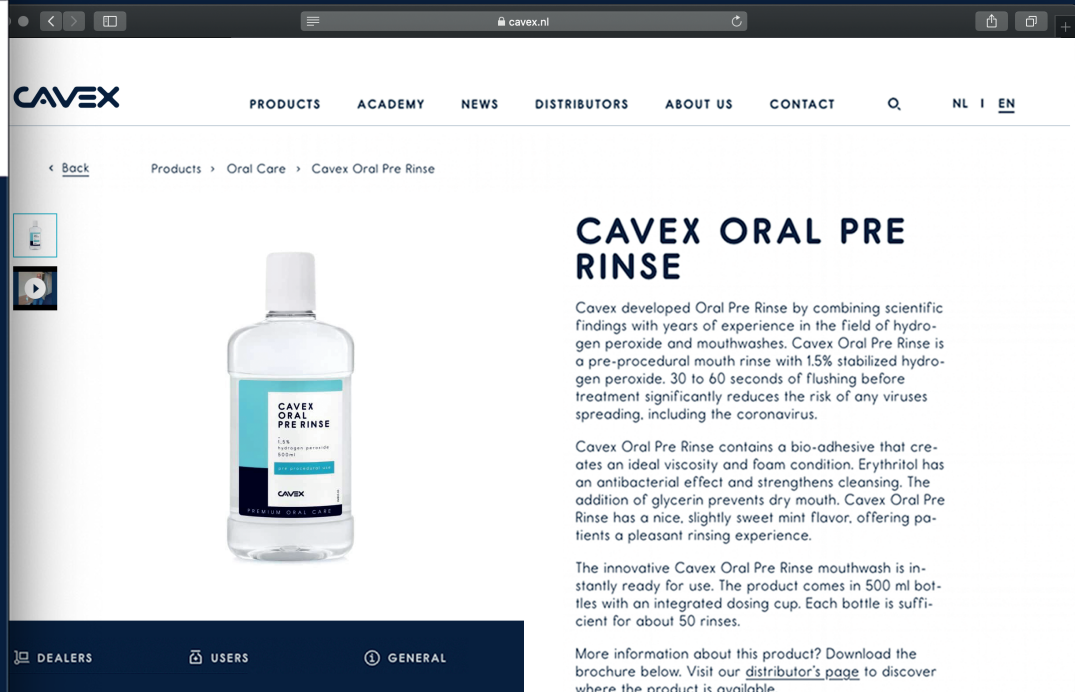 cavex.nl
CAVEX
PRODUCTS ACADEMY NEWS DISTRIBUTORS ABOUT US CONTACT NL I EN
‹ Back Products › Oral Care › Cavex Oral Pre Rinse
CAVEX ORAL PRE
RINSE
Cavex developed Oral Pre Rinse by combining scientific
findings with years of experience in the field of hydro-
gen peroxide and mouthwashes. Cavex Oral Pre Rinse is
a pre-procedural mouth rinse with 1.5% stabilized hydro-
gen peroxide. 30 to 60 seconds of flushing before
treatment significantly reduces the risk of any viruses
spreading, including the coronavirus.
Cavex Oral Pre Rinse contains a bio-adhesive that cre-
ates an ideal viscosity and foam condition. Erythritol has
an antibacterial effect and strengthens cleansing. The
addition of glycerin prevents dry mouth. Cavex Oral Pre
Rinse has a nice, slightly sweet mint flavor, offering pa-
tients a pleasant rinsing experience.
The innovative Cavex Oral Pre Rinse mouthwash is in-
stantly ready for use. The product comes in 500 ml bot-
tles with an integrated dosing cup. Each bottle is suffi-
cient for about 50 rinses.
More information about this product? Download the
brochure below. Visit our distributor's page to discover
where the product is available.
CAVEX
ORAL
PRE RINSE
1,5%
hydrogen peroxide
500ml
pre procedural use
CAVEX
PREMIUM ORAL CARE
DEALERS USERS GENERAL